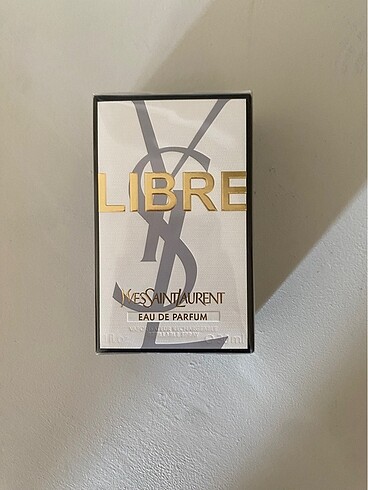 LIBRE
YVESSAINTLAURENT
EAU DE PARFUM